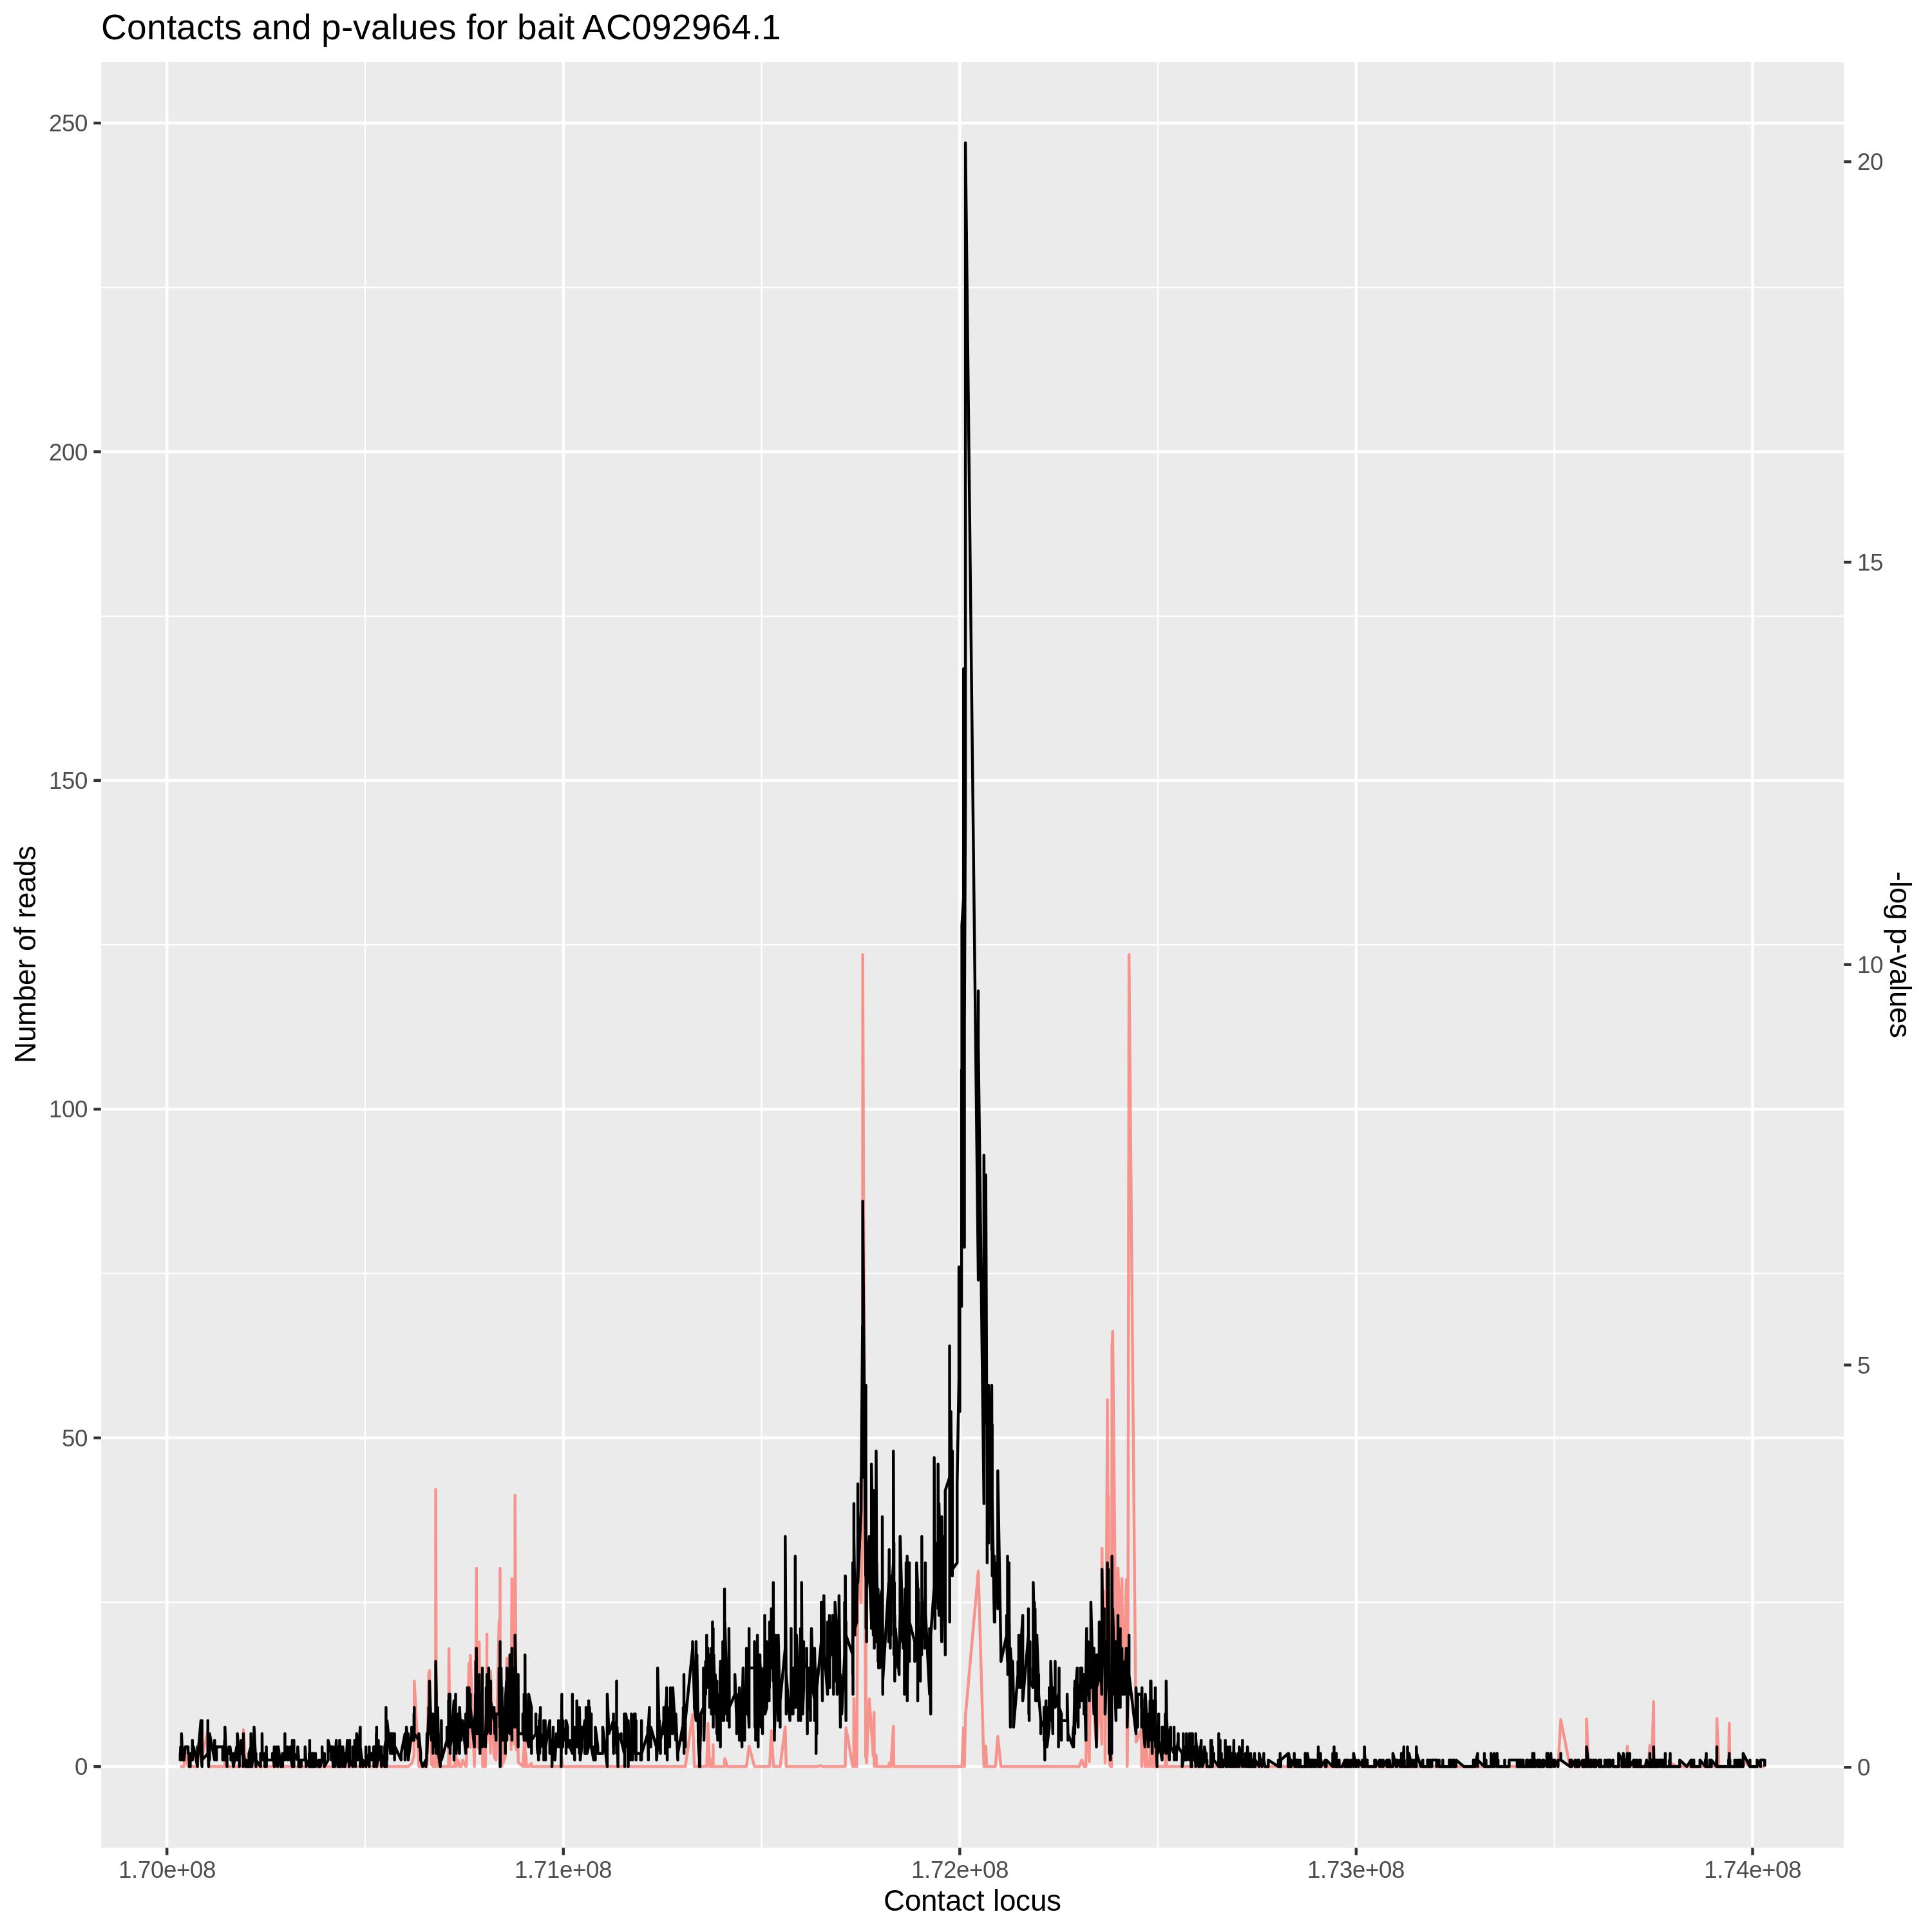 Contacts and p-values for bait AC092964.1
250
200
150
100
50
0
Number of reads
20
15
10
5
0
-log p-values
1.70e+08
1.71e+08
1.72e+08
1.73e+08
1.74e+08
Contact locus